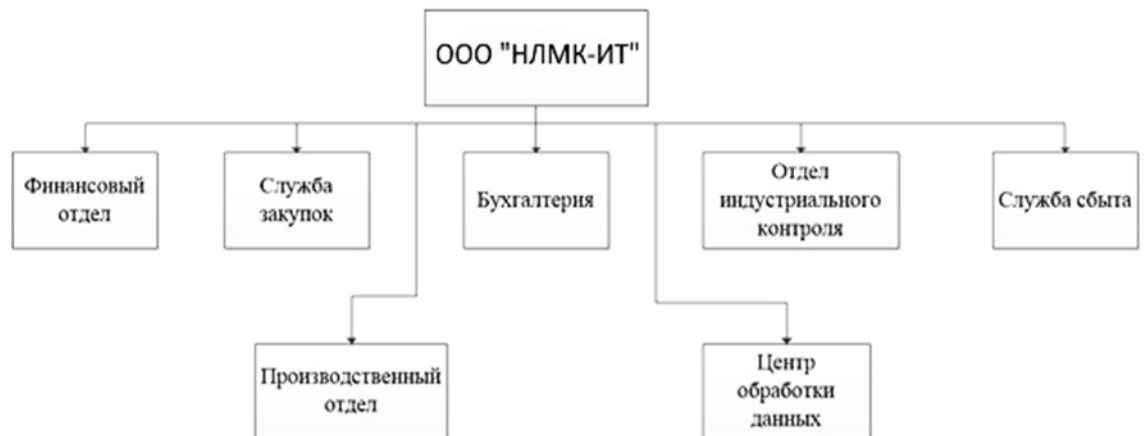 ООО "НЛМК-ИТ"
Финансовый
отдел
Служба
закупок
Бухгалтерия
Отдел
индустриального
контроля
Служба сбыта
Производственный
отдел
Центр
обработки
данных